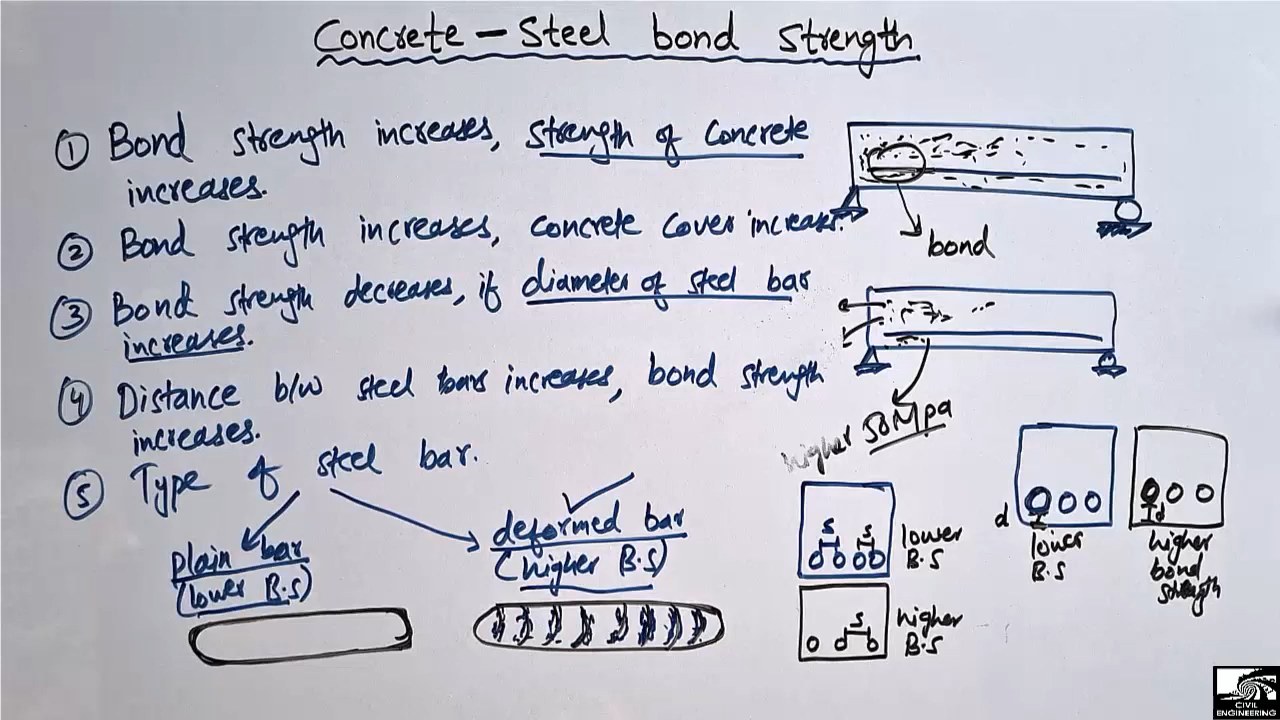 Concrete - Steel bond strength
① Bond strength increases, strength of concrete
increases.
② Bond strength increases, concrete cover increases.
③ Bond strength decreases, if diameter of steel bar
increases.
④ Distance b/w steel bars increases, bond strength
increases.
⑤ Type of steel bar.
plain bar
(lower B.S)
deformed bar
(higher B.S)
bond
higher 50Mpa
S S
lower
B.S
S
higher
B.S
d
lower
B.S
d
higher
bond
strength
CIVIL
ENGINEERING